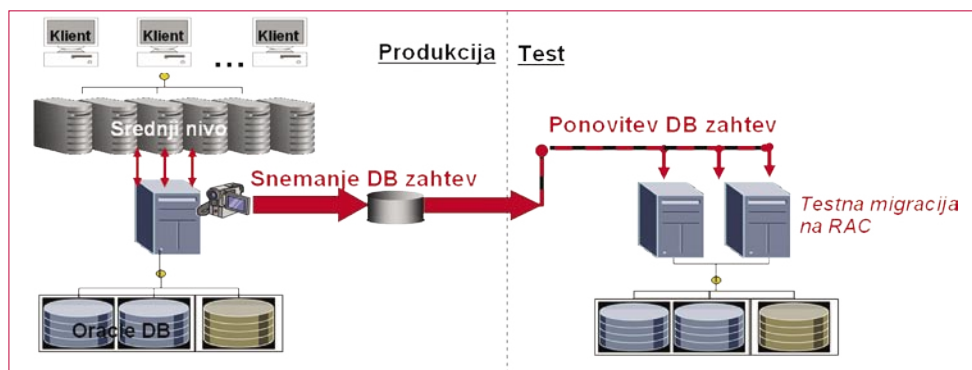 Klient
Klient
Klient
...
Produkcija
Test
Srednji nivo
Ponovitev DB zahtev
Snemanje DB zahtev
Testna migracija
na RAC
Oracle DB